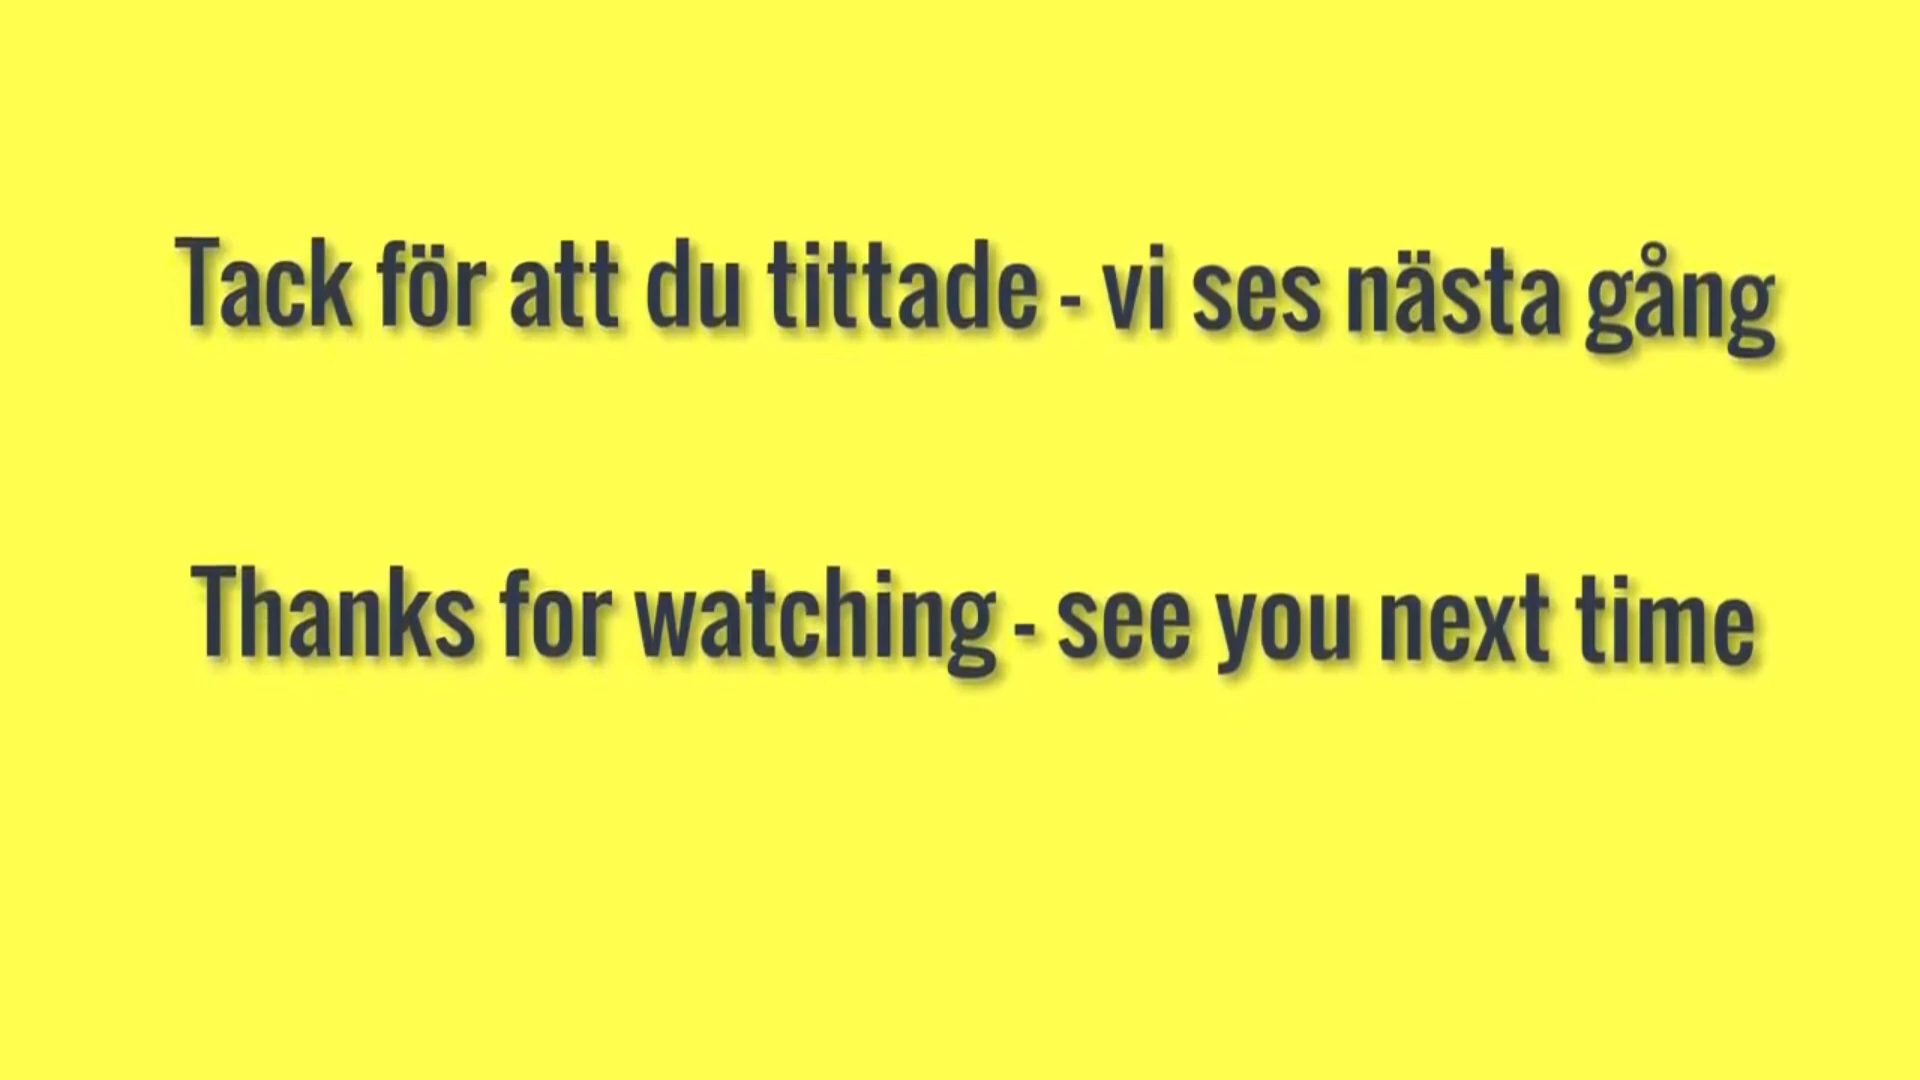 Tack för att du tittade - vi ses nästa gång
Thanks for watching - see you next time